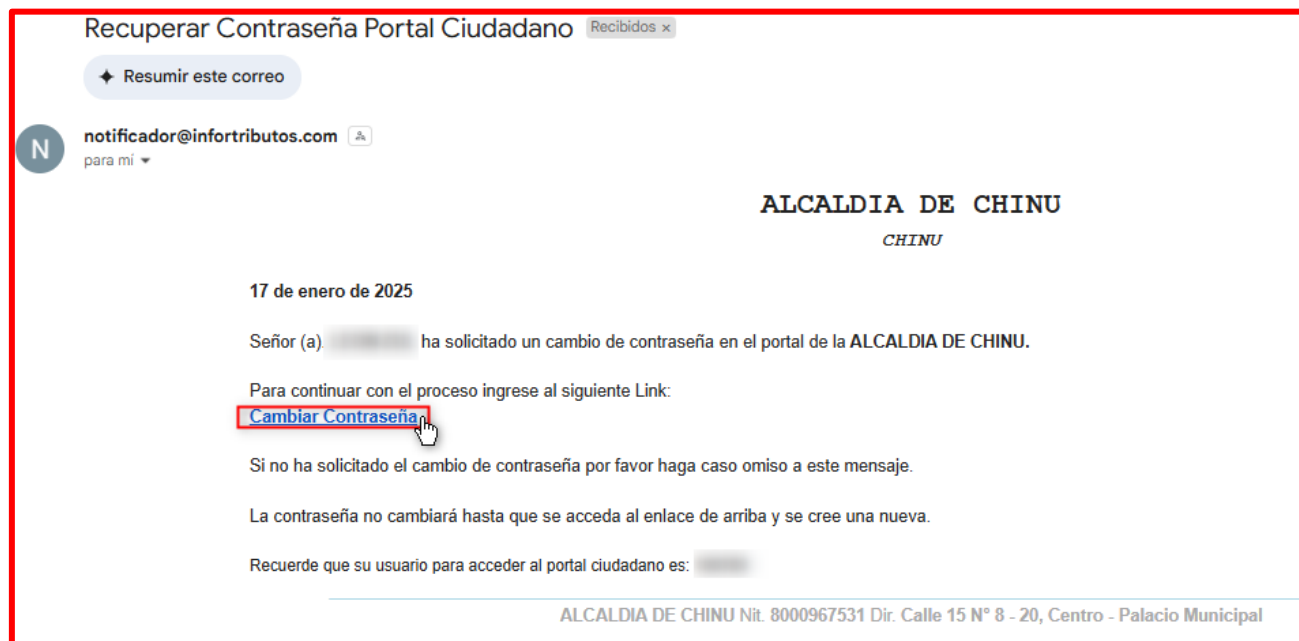 Recuperar Contraseña Portal Ciudadano Recibidos x
Resumir este correo
N
notificador@infortributos.com
para mí
ALCALDIA DE CHINU
CHINU
17 de enero de 2025
Señor (a). ha solicitado un cambio de contraseña en el portal de la ALCALDIA DE CHINU.
Para continuar con el proceso ingrese al siguiente Link:
Cambiar Contraseña
Si no ha solicitado el cambio de contraseña por favor haga caso omiso a este mensaje.
La contraseña no cambiará hasta que se acceda al enlace de arriba y se cree una nueva.
Recuerde que su usuario para acceder al portal ciudadano es:
ALCALDIA DE CHINU Nit. 8000967531 Dir. Calle 15 N° 8 - 20, Centro - Palacio Municipal